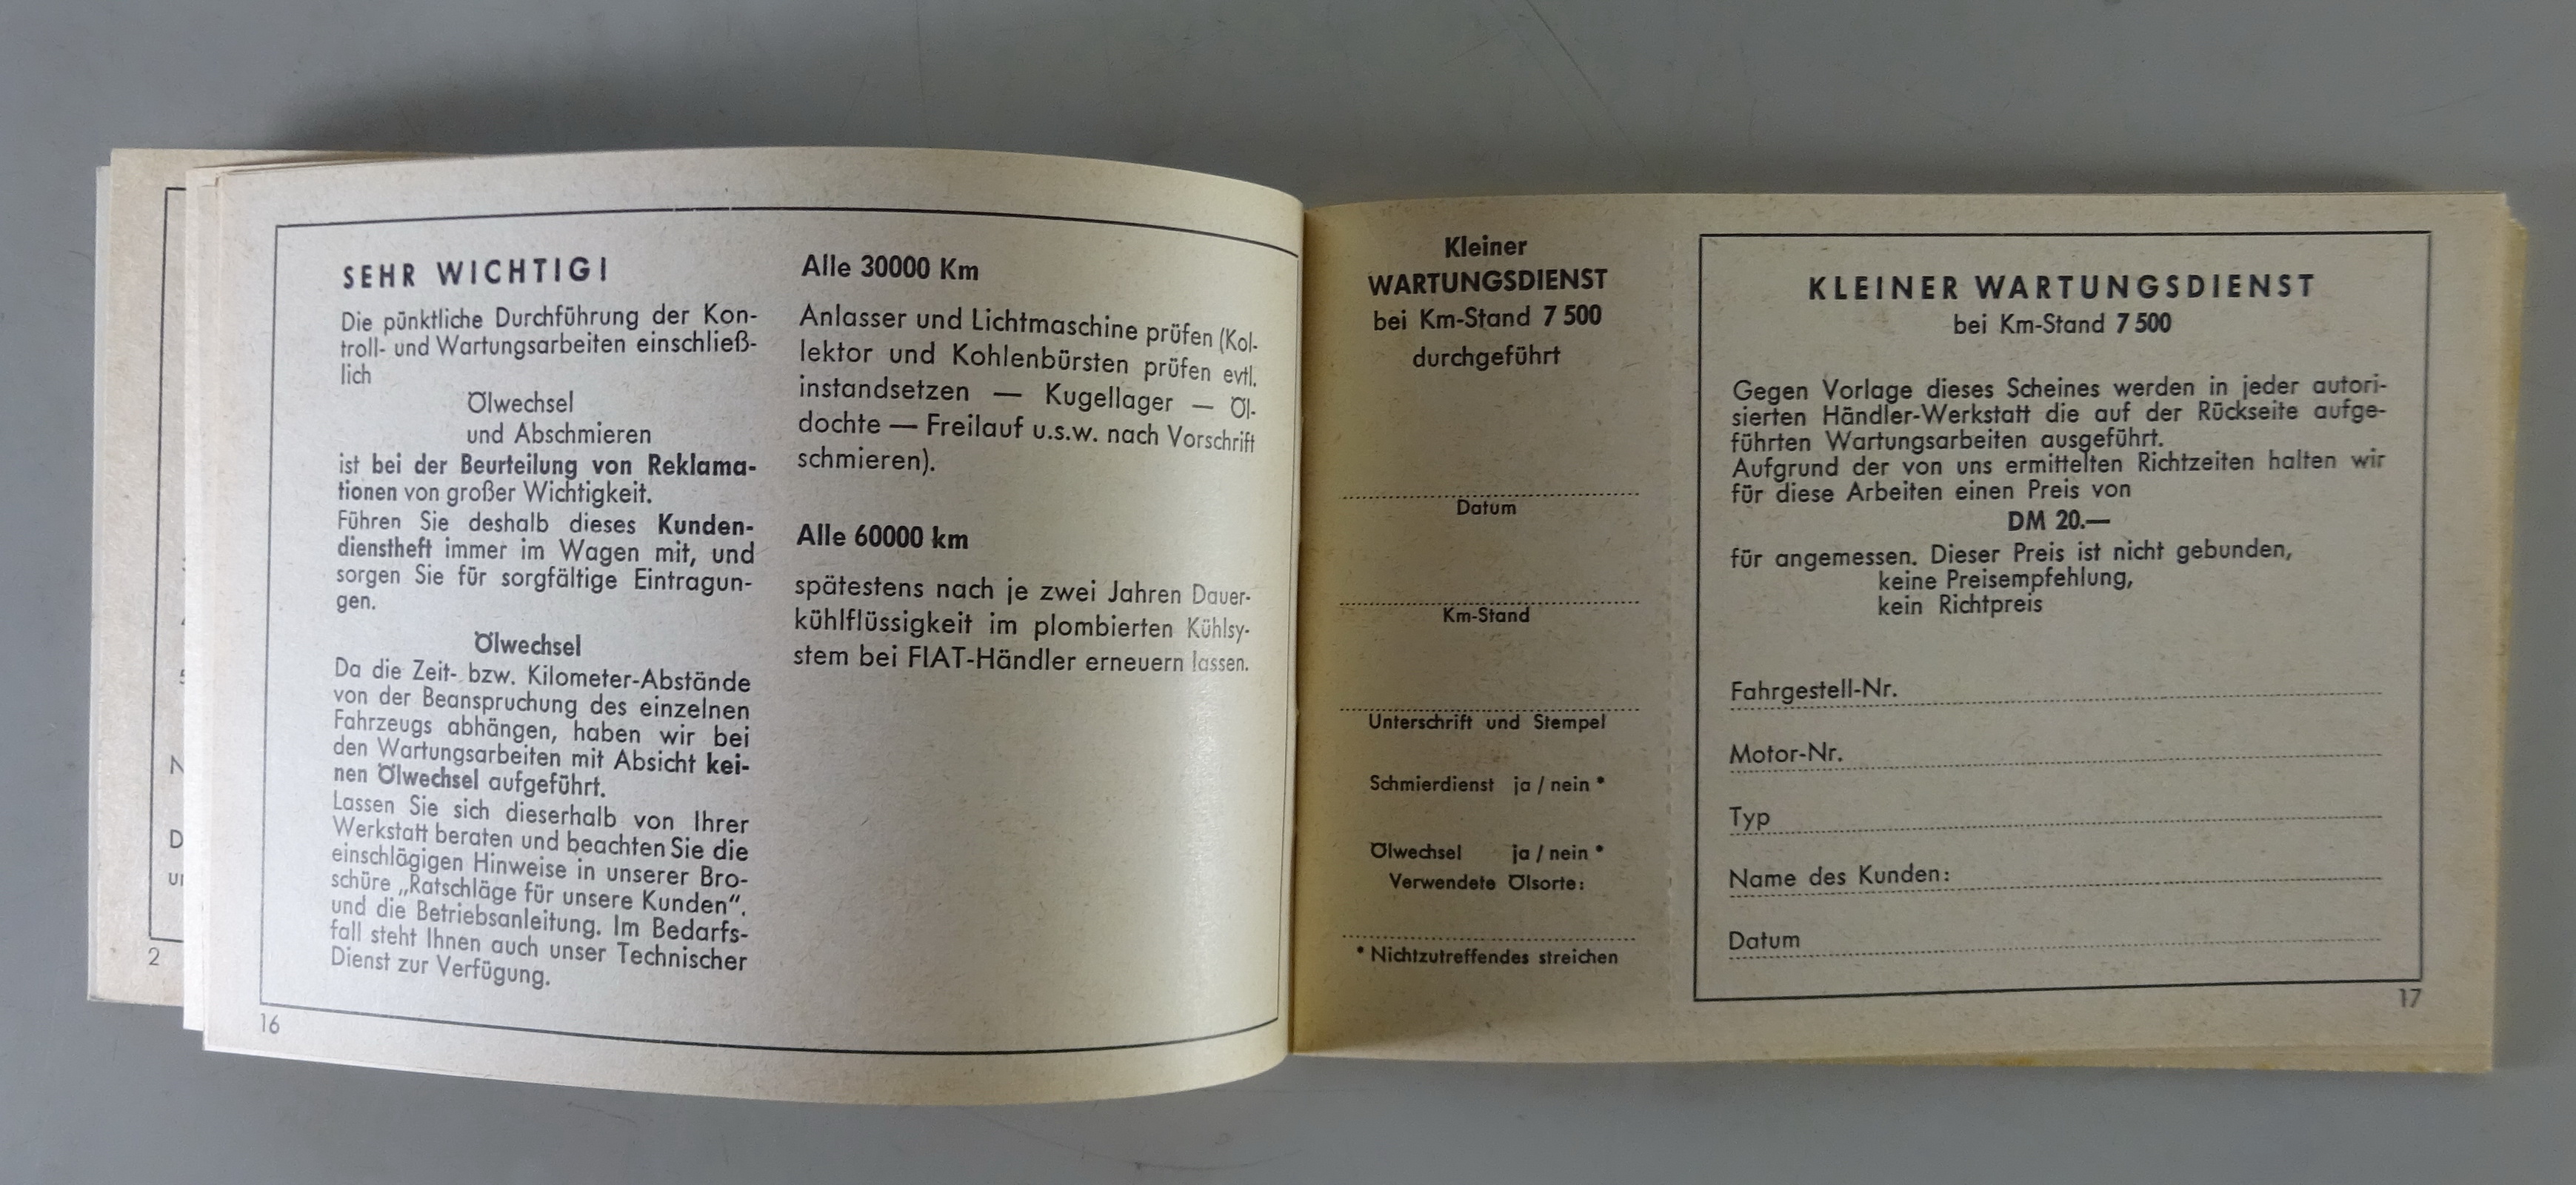 SEHR WICHTIG!
Die pünktliche Durchführung der Kon-
troll- und Wartungsarbeiten einschließ-
lich
Ölwechsel
und Abschmieren
ist bei der Beurteilung von Reklama-
tionen von großer Wichtigkeit.
Führen Sie deshalb dieses Kunden-
dienstheft immer im Wagen mit, und
sorgen Sie für sorgfältige Eintragun-
gen.
Ölwechsel
Da die Zeit- bzw. Kilometer-Abstände
von der Beanspruchung des einzelnen
Fahrzeugs abhängen, haben wir bei
den Wartungsarbeiten mit Absicht kei-
nen Ölwechsel aufgeführt.
Lassen Sie sich dieserhalb von Ihrer
Werkstatt beraten und beachten Sie die
einschlägigen Hinweise in unserer Bro-
schüre „Ratschläge für unsere Kunden“.
und die Betriebsanleitung. Im Bedarfs-
fall steht Ihnen auch unser Technischer
Dienst zur Verfügung.
Alle 30000 Km
Anlasser und Lichtmaschine prüfen (Kol-
lektor und Kohlenbürsten prüfen evtl.
instandsetzen — Kugellager — Öl-
dochte — Freilauf u.s.w. nach Vorschrift
schmieren).
Alle 60000 km
spätestens nach je zwei Jahren Dauer-
kühlflüssigkeit im plombierten Kühlsy-
stem bei FIAT-Händler erneuern lassen.
16
2
Kleiner
WARTUNGSDIENST
bei Km-Stand 7 500
durchgeführt
Datum
Km-Stand
Unterschrift und Stempel
Schmierdienst ja / nein *
Ölwechsel ja / nein *
Verwendete Ölsorte:
* Nichtzutreffendes streichen
KLEINER WARTUNGSDIENST
bei Km-Stand 7 500
Gegen Vorlage dieses Scheines werden in jeder autori-
sierten Händler-Werkstatt die auf der Rückseite aufge-
führten Wartungsarbeiten ausgeführt.
Aufgrund der von uns ermittelten Richtzeiten halten wir
für diese Arbeiten einen Preis von
DM 20.—
für angemessen. Dieser Preis ist nicht gebunden,
keine Preisempfehlung,
kein Richtpreis
Fahrgestell-Nr.
Motor-Nr.
Typ
Name des Kunden:
Datum
17